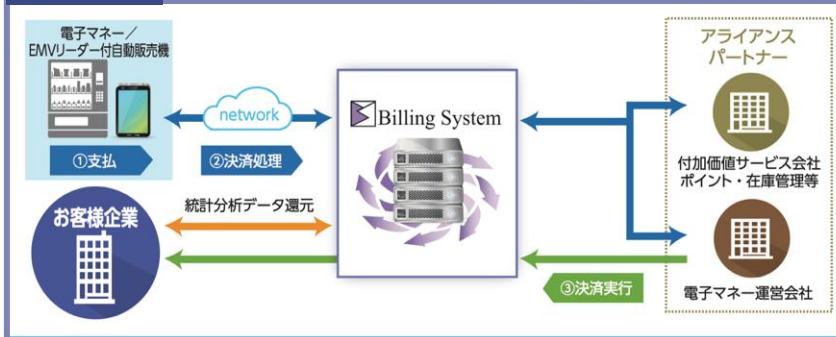 電子マネー／
EMVリーダー付自動販売機
①支払
network
②決済処理
Billing System
アライアンス
パートナー
付加価値サービス会社
ポイント・在庫管理等
お客様企業
統計分析データ還元
③決済実行
電子マネー運営会社